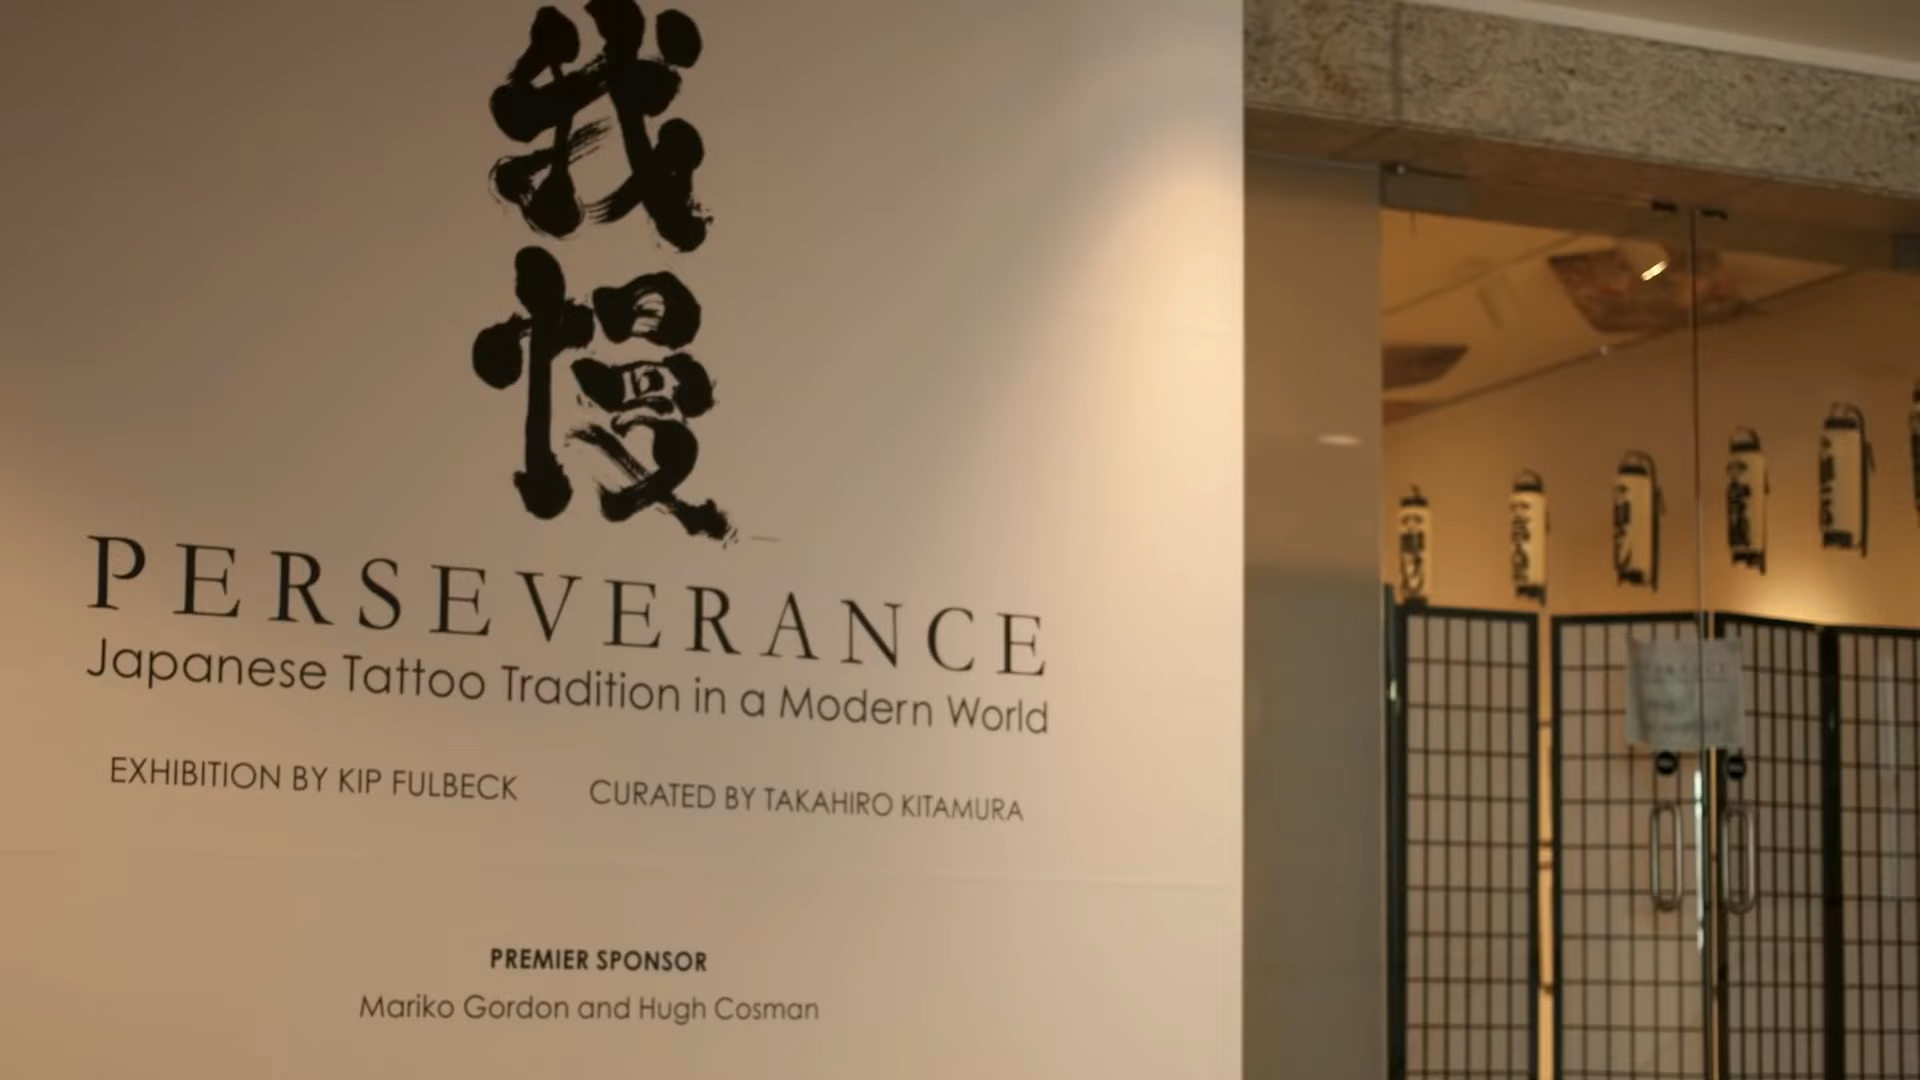 我慢
PERSEVERANCE
Japanese Tattoo Tradition in a Modern World
EXHIBITION BY KIP FULBECK
CURATED BY TAKAHIRO KITAMURA
PREMIER SPONSOR
Mariko Gordon and Hugh Cosman